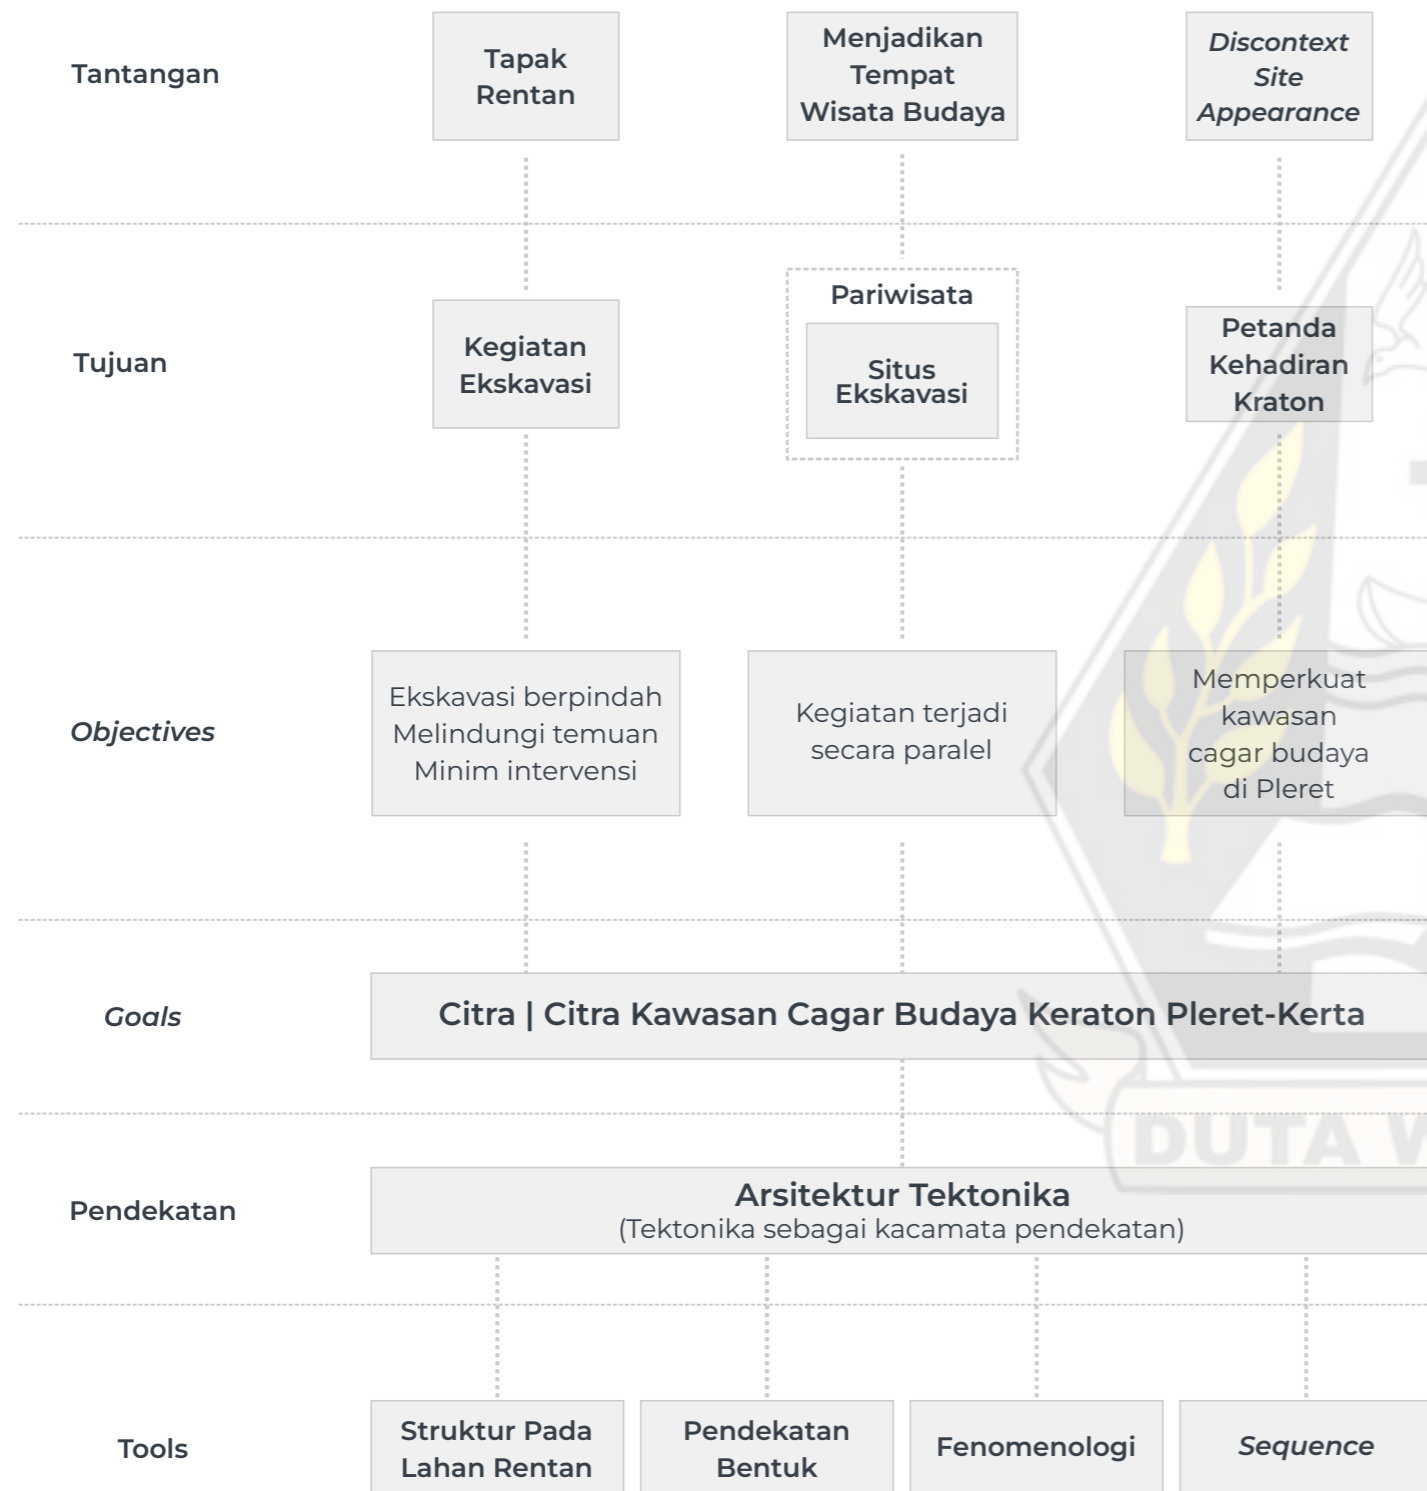 Tantangan
Tapak
Rentan
Menjadikan
Tempat
Wisata Budaya
Discontext
Site
Appearance
Tujuan
Kegiatan
Ekskavasi
Pariwisata
Situs
Ekskavasi
Petanda
Kehadiran
Kraton
Objectives
Ekskavasi berpindah
Melindungi temuan
Minim intervensi
Kegiatan terjadi
secara paralel
Memperkuat
kawasan
cagar budaya
di Pleret
Goals
Citra | Citra Kawasan Cagar Budaya Keraton Pleret-Kerta
DUTA W
Pendekatan
Arsitektur Tektonika
(Tektonika sebagai kacamata pendekatan)
Tools
Struktur Pada
Lahan Rentan
Pendekatan
Bentuk
Fenomenologi
Sequence